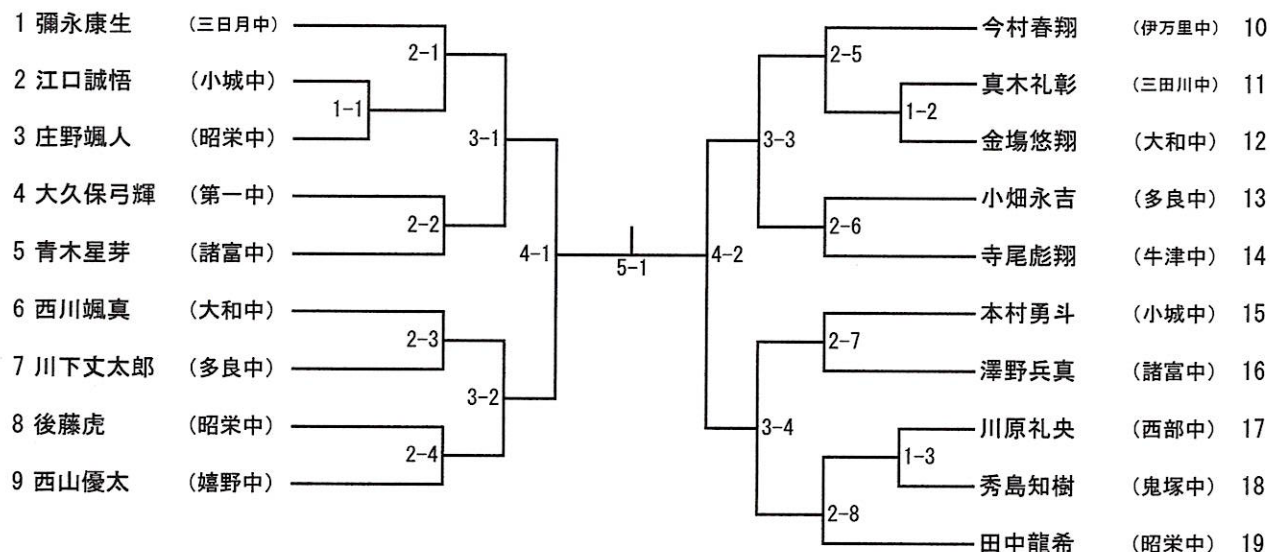 1 彌永康生 (三日月中)
2 江口誠悟 (小城中)
3 庄野颯人 (昭栄中)
4 大久保弓輝 (第一中)
5 青木星芽 (諸富中)
6 西川颯真 (大和中)
7 川下丈太郎 (多良中)
8 後藤虎 (昭栄中)
9 西山優太 (嬉野中)
2-1
1-1
3-1
2-2
4-1
2-3
3-2
2-4
5-1
4-2
2-5
1-2
3-3
2-6
2-7
3-4
1-3
2-8
今村春翔 (伊万里中) 10
真木礼彰 (三田川中) 11
金塲悠翔 (大和中) 12
小畑永吉 (多良中) 13
寺尾彪翔 (牛津中) 14
本村勇斗 (小城中) 15
澤野兵真 (諸富中) 16
川原礼央 (西部中) 17
秀島知樹 (鬼塚中) 18
田中龍希 (昭栄中) 19